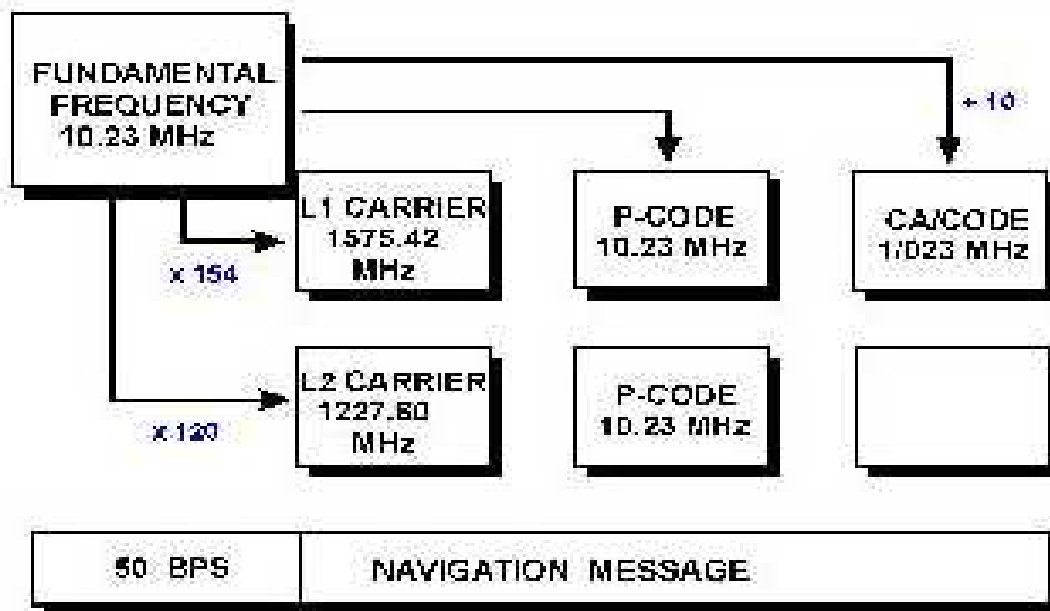 FUNDAMENTAL
FREQUENCY
10.23 MHz
÷ 10
L1 CARRIER
1575.42
MHz
P-CODE
10.23 MHz
CA/CODE
1/023 MHz
x 154
L2 CARRIER
1227.60
MHz
P-CODE
10.23 MHz
x 120
50 BPS
NAVIGATION MESSAGE